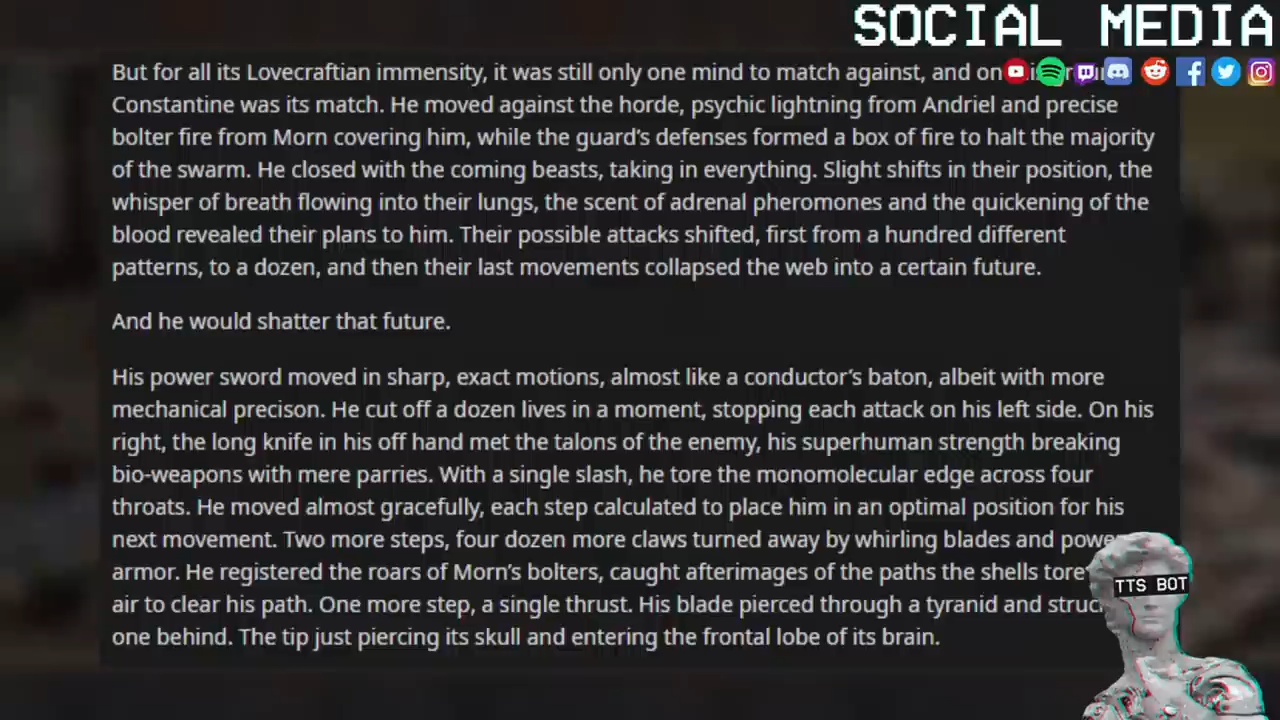 SOCIAL MEDIA
But for all its Lovecraftian immensity, it was still only one mind to match against, and on
Constantine was its match. He moved against the horde, psychic lightning from Andriel and precise
bolter fire from Morn covering him, while the guard's defenses formed a box of fire to halt the majority
of the swarm. He closed with the coming beasts, taking in everything. Slight shifts in their position, the
whisper of breath flowing into their lungs, the scent of adrenal pheromones and the quickening of the
blood revealed their plans to him. Their possible attacks shifted, first from a hundred different
patterns, to a dozen, and then their last movements collapsed the web into a certain future.
And he would shatter that future.
His power sword moved in sharp, exact motions, almost like a conductor's baton, albeit with more
mechanical precison. He cut off a dozen lives in a moment, stopping each attack on his left side. On his
right, the long knife in his off hand met the talons of the enemy, his superhuman strength breaking
bio-weapons with mere parries. With a single slash, he tore the monomolecular edge across four
throats. He moved almost gracefully, each step calculated to place him in an optimal position for his
next movement. Two more steps, four dozen more claws turned away by whirling blades and power
armor. He registered the roars of Morn's bolters, caught afterimages of the paths the shells tore
air to clear his path. One more step, a single thrust. His blade pierced through a tyranid and struck
one behind. The tip just piercing its skull and entering the frontal lobe of its brain.
TTS BOT